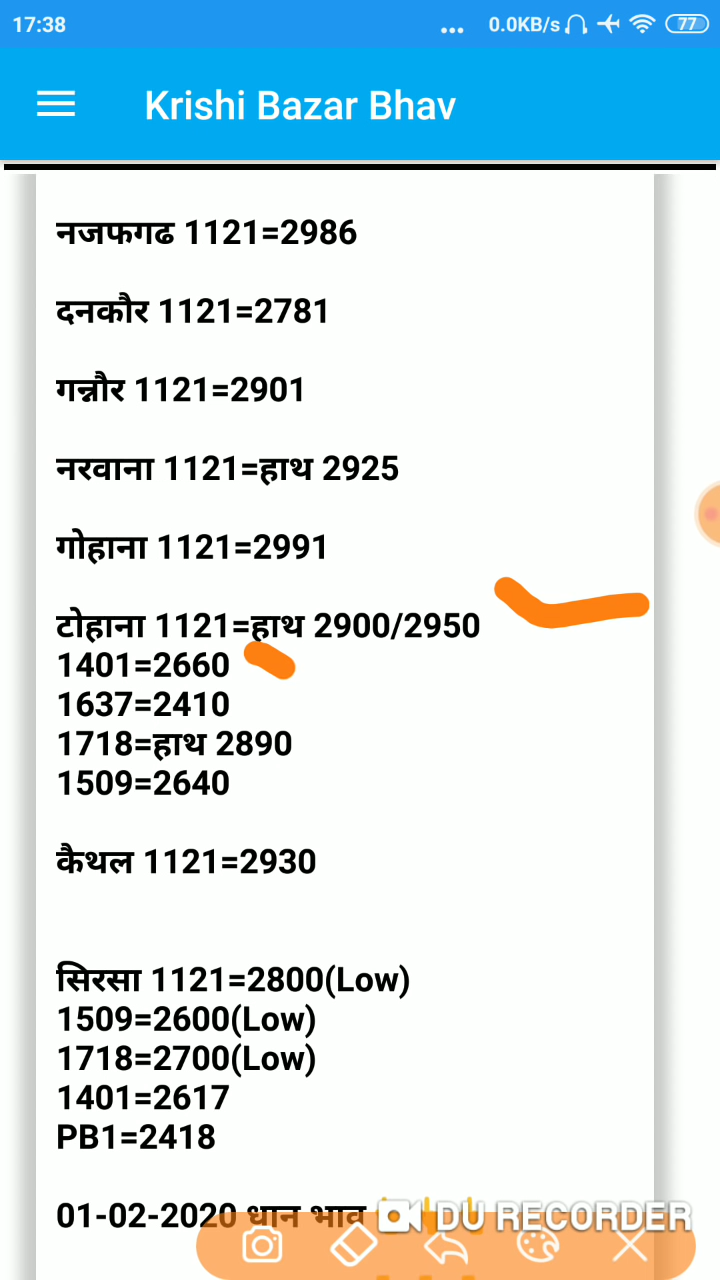 17:38 ... 0.0KB/s 77
Krishi Bazar Bhav
नजफगढ 1121=2986
दनकौर 1121=2781
गन्नौर 1121=2901
नरवाना 1121=हाथ 2925
गोहाना 1121=2991
टोहाना 1121=हाथ 2900/2950
1401=2660
1637=2410
1718=हाथ 2890
1509=2640
कैथल 1121=2930
सिरसा 1121=2800(Low)
1509=2600(Low)
1718=2700(Low)
1401=2617
PB1=2418
01-02-2020 धान भाव
DU RECORDER